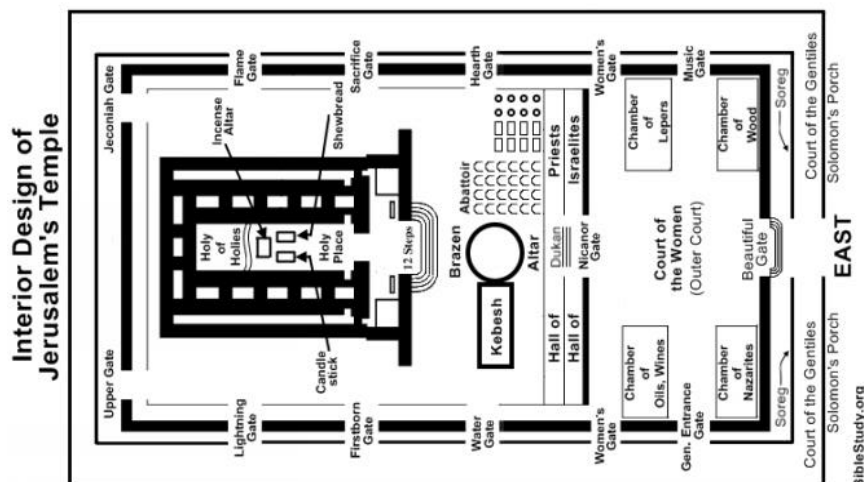 Interior Design of
Jerusalem's Temple
Upper Gate
Jeconiah Gate
Lightning
Gate
Flame
Gate
Firstborn
Gate
Sacrifice
Gate
Incense
Altar
Shewbread
Candle
stick
Holy
of
Holies
Holy
Place
12 Steps
Water
Gate
Hearth
Gate
Abattoir
Brazen
Altar
Kebesh
Hall of
Priests
Hall of
Israelites
Dukan
Nicanor
Gate
Women's
Gate
Women's
Gate
Court of
the Women
(Outer Court)
Chamber
of
Oils, Wines
Chamber
of
Lepers
Gen. Entrance
Gate
Music
Gate
Chamber
of
Nazarites
Chamber
of
Wood
Beautiful
Gate
Soreg
Soreg
Court of the Gentiles
Solomon's Porch
Court of the Gentiles
Solomon's Porch
EAST
BibleStudy.org